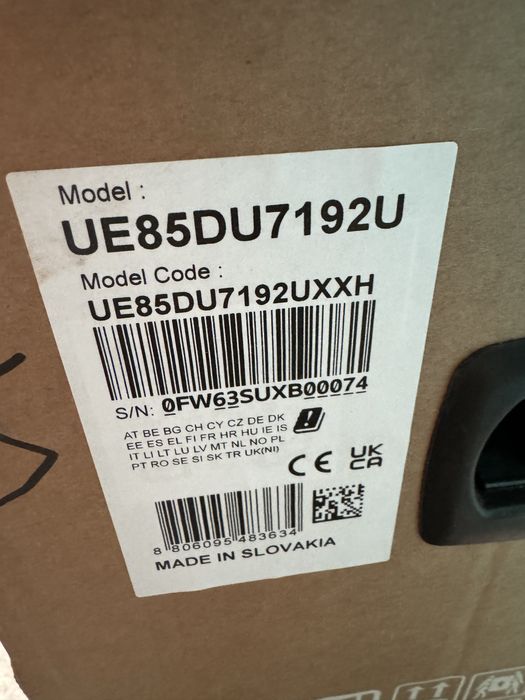 Model :
UE85DU7192U
Model Code :
UE85DU7192UXXH
S/N: 0FW63SUXB00074
AT BE BG CH CY CZ DE DK
EE ES EL FI FR HR HU IE IS
IT LI LT LU LV MT NL NO PL
PT RO SE SI SK TR UK(NI)
CE UK
CA
8 806095 483634
MADE IN SLOVAKIA